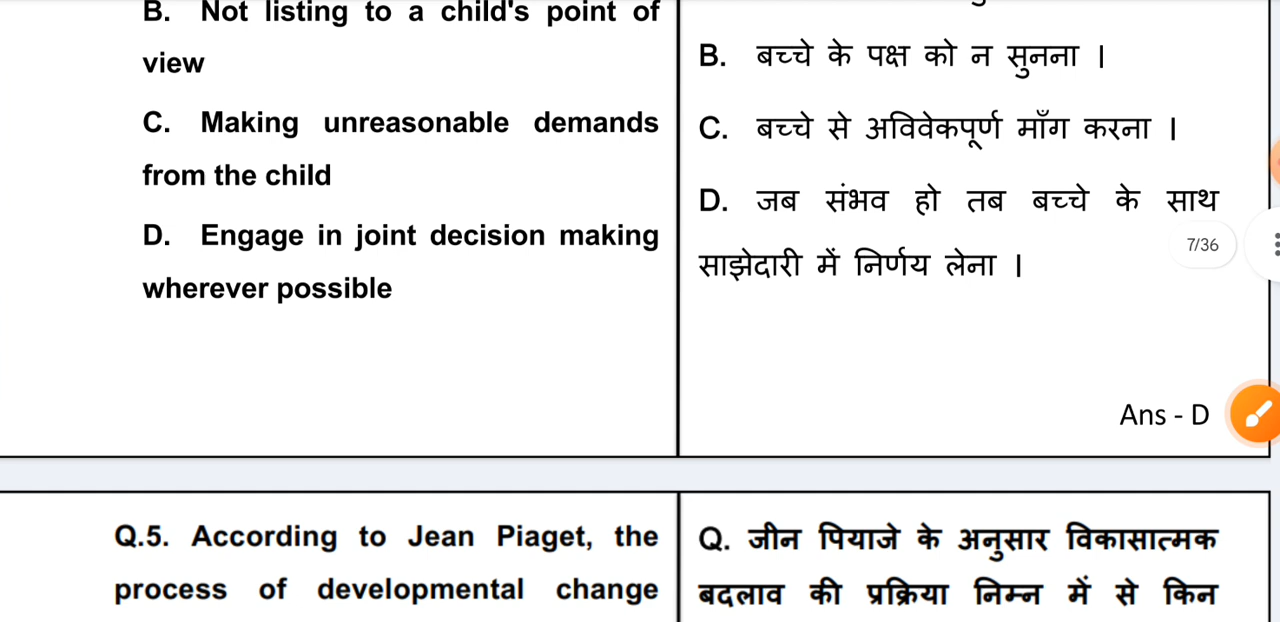 B. Not listing to a child's point of
view
C. Making unreasonable demands
from the child
D. Engage in joint decision making
wherever possible
B. बच्चे के पक्ष को न सुनना ।
C. बच्चे से अविवेकपूर्ण माँग करना ।
D. जब संभव हो तब बच्चे के साथ
साझेदारी में निर्णय लेना ।
7/36
Ans - D
Q.5. According to Jean Piaget, the
process of developmental change
Q. जीन पियाजे के अनुसार विकासात्मक
बदलाव की प्रक्रिया निम्न में से किन